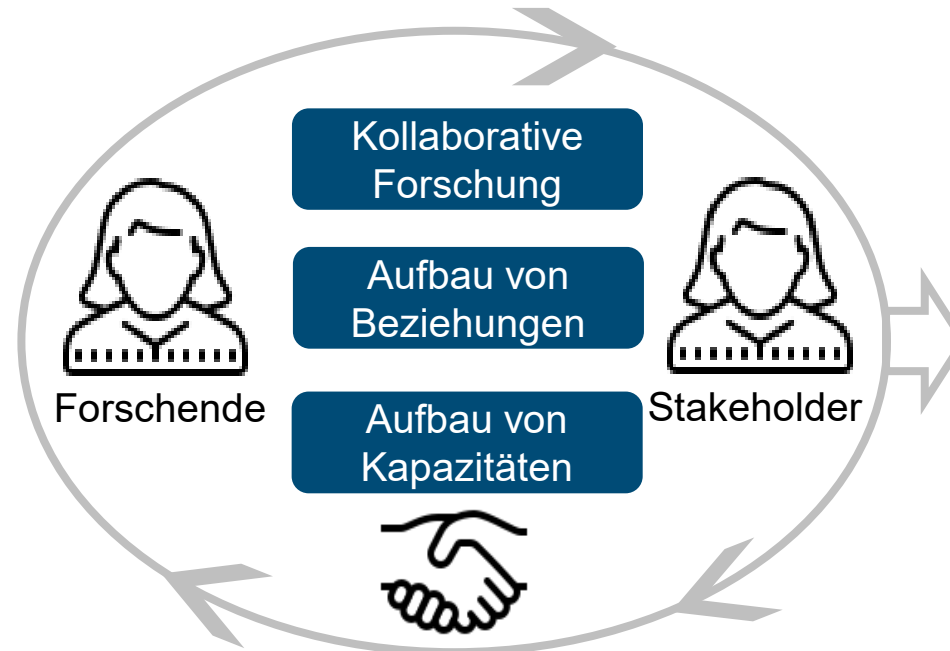 Kollaborative
Forschung
Aufbau von
Beziehungen
Forschende
Stakeholder
Aufbau von
Kapazitäten